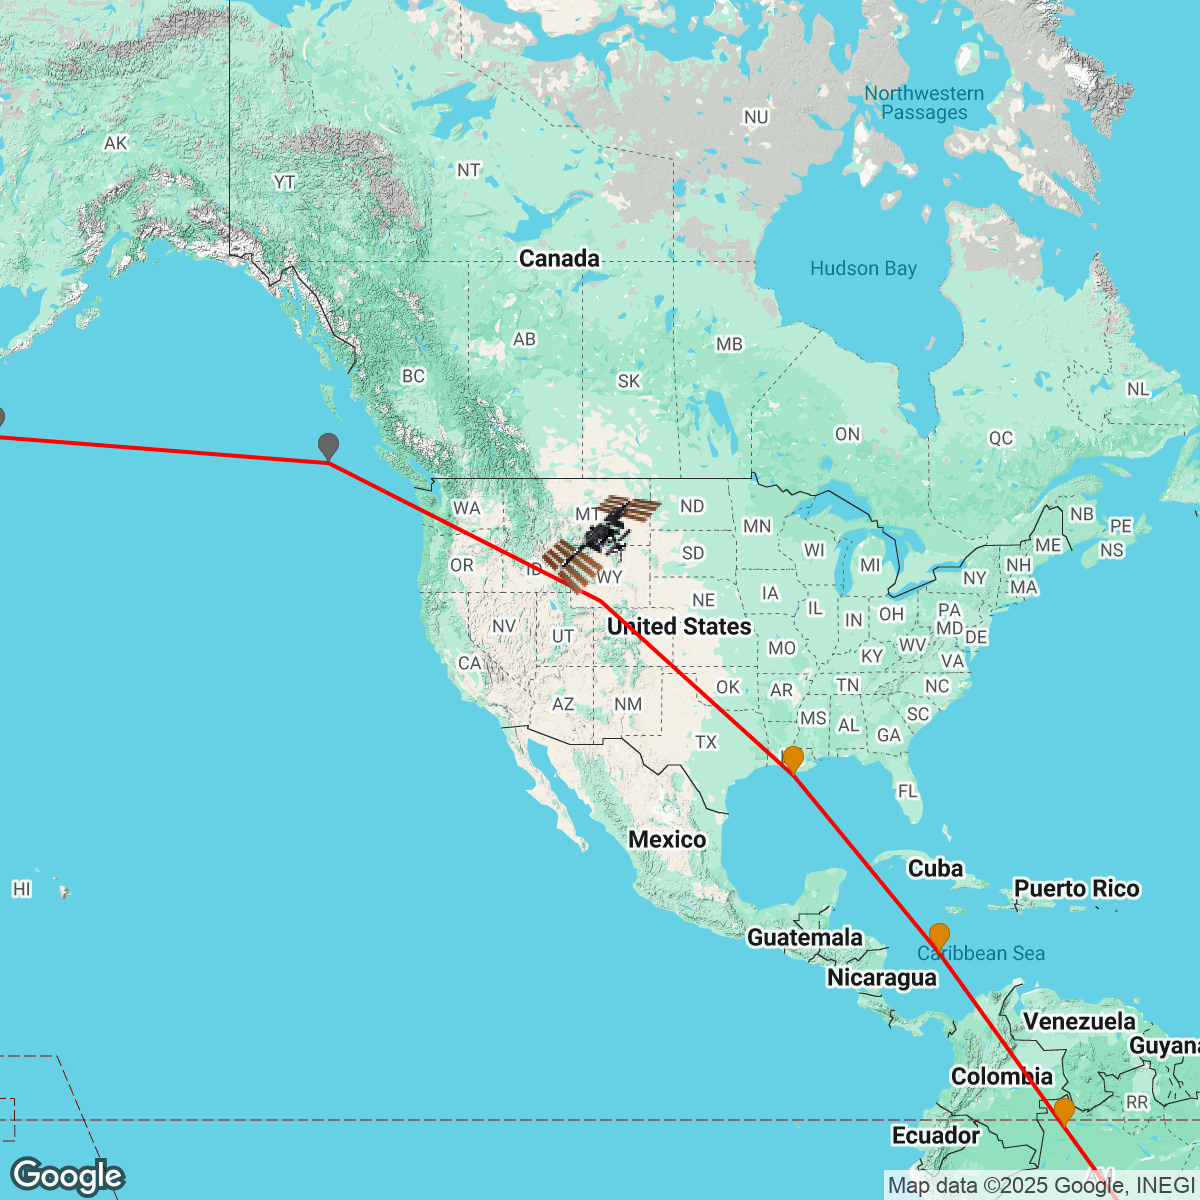 Northwestern
Passages
NU
AK
NT
YT
Canada
Hudson Bay
AB
MB
BC
SK
NL
ON
QC
WA
MT
ND
NB
MN
PE
ME
WI
NS
SD
OR
MI
NH
ID
WY
NY
MA
IA
NE
IL
OH
PA
IN
NV
United States
MD
DE
UT
MO
KY
WV
VA
CA
OK
AR
TN
NC
AZ
NM
MS
AL
SC
TX
GA
FL
Mexico
Cuba
HI
Puerto Rico
Guatemala
Caribbean Sea
Nicaragua
Venezuela
Guyana
Colombia
RR
Ecuador
AM
Google
Map data ©2025 Google, INEGI